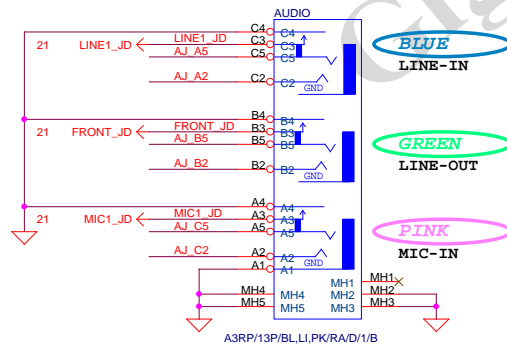 AUDIO
C4 C4
21 LINE1_JD LINE1_JD C3 C3
AJ_A5 C5 C5
BLUE
LINE-IN
AJ_A2 C2 C2
GND
B4 B4
21 FRONT_JD FRONT_JD B3 B3
AJ_B5 B5 B5
GREEN
LINE-OUT
AJ_B2 B2 B2
GND
A4 A4
21 MIC1_JD MIC1_JD A3 A3
AJ_C5 A5 A5
PINK
MIC-IN
AJ_C2 A2 A2
GND
A1 A1
MH1 MH1
MH4 MH4 MH2 MH2
MH5 MH5 MH3 MH3
A3RP/13P/BL,LI,PK/RA/D/1/B